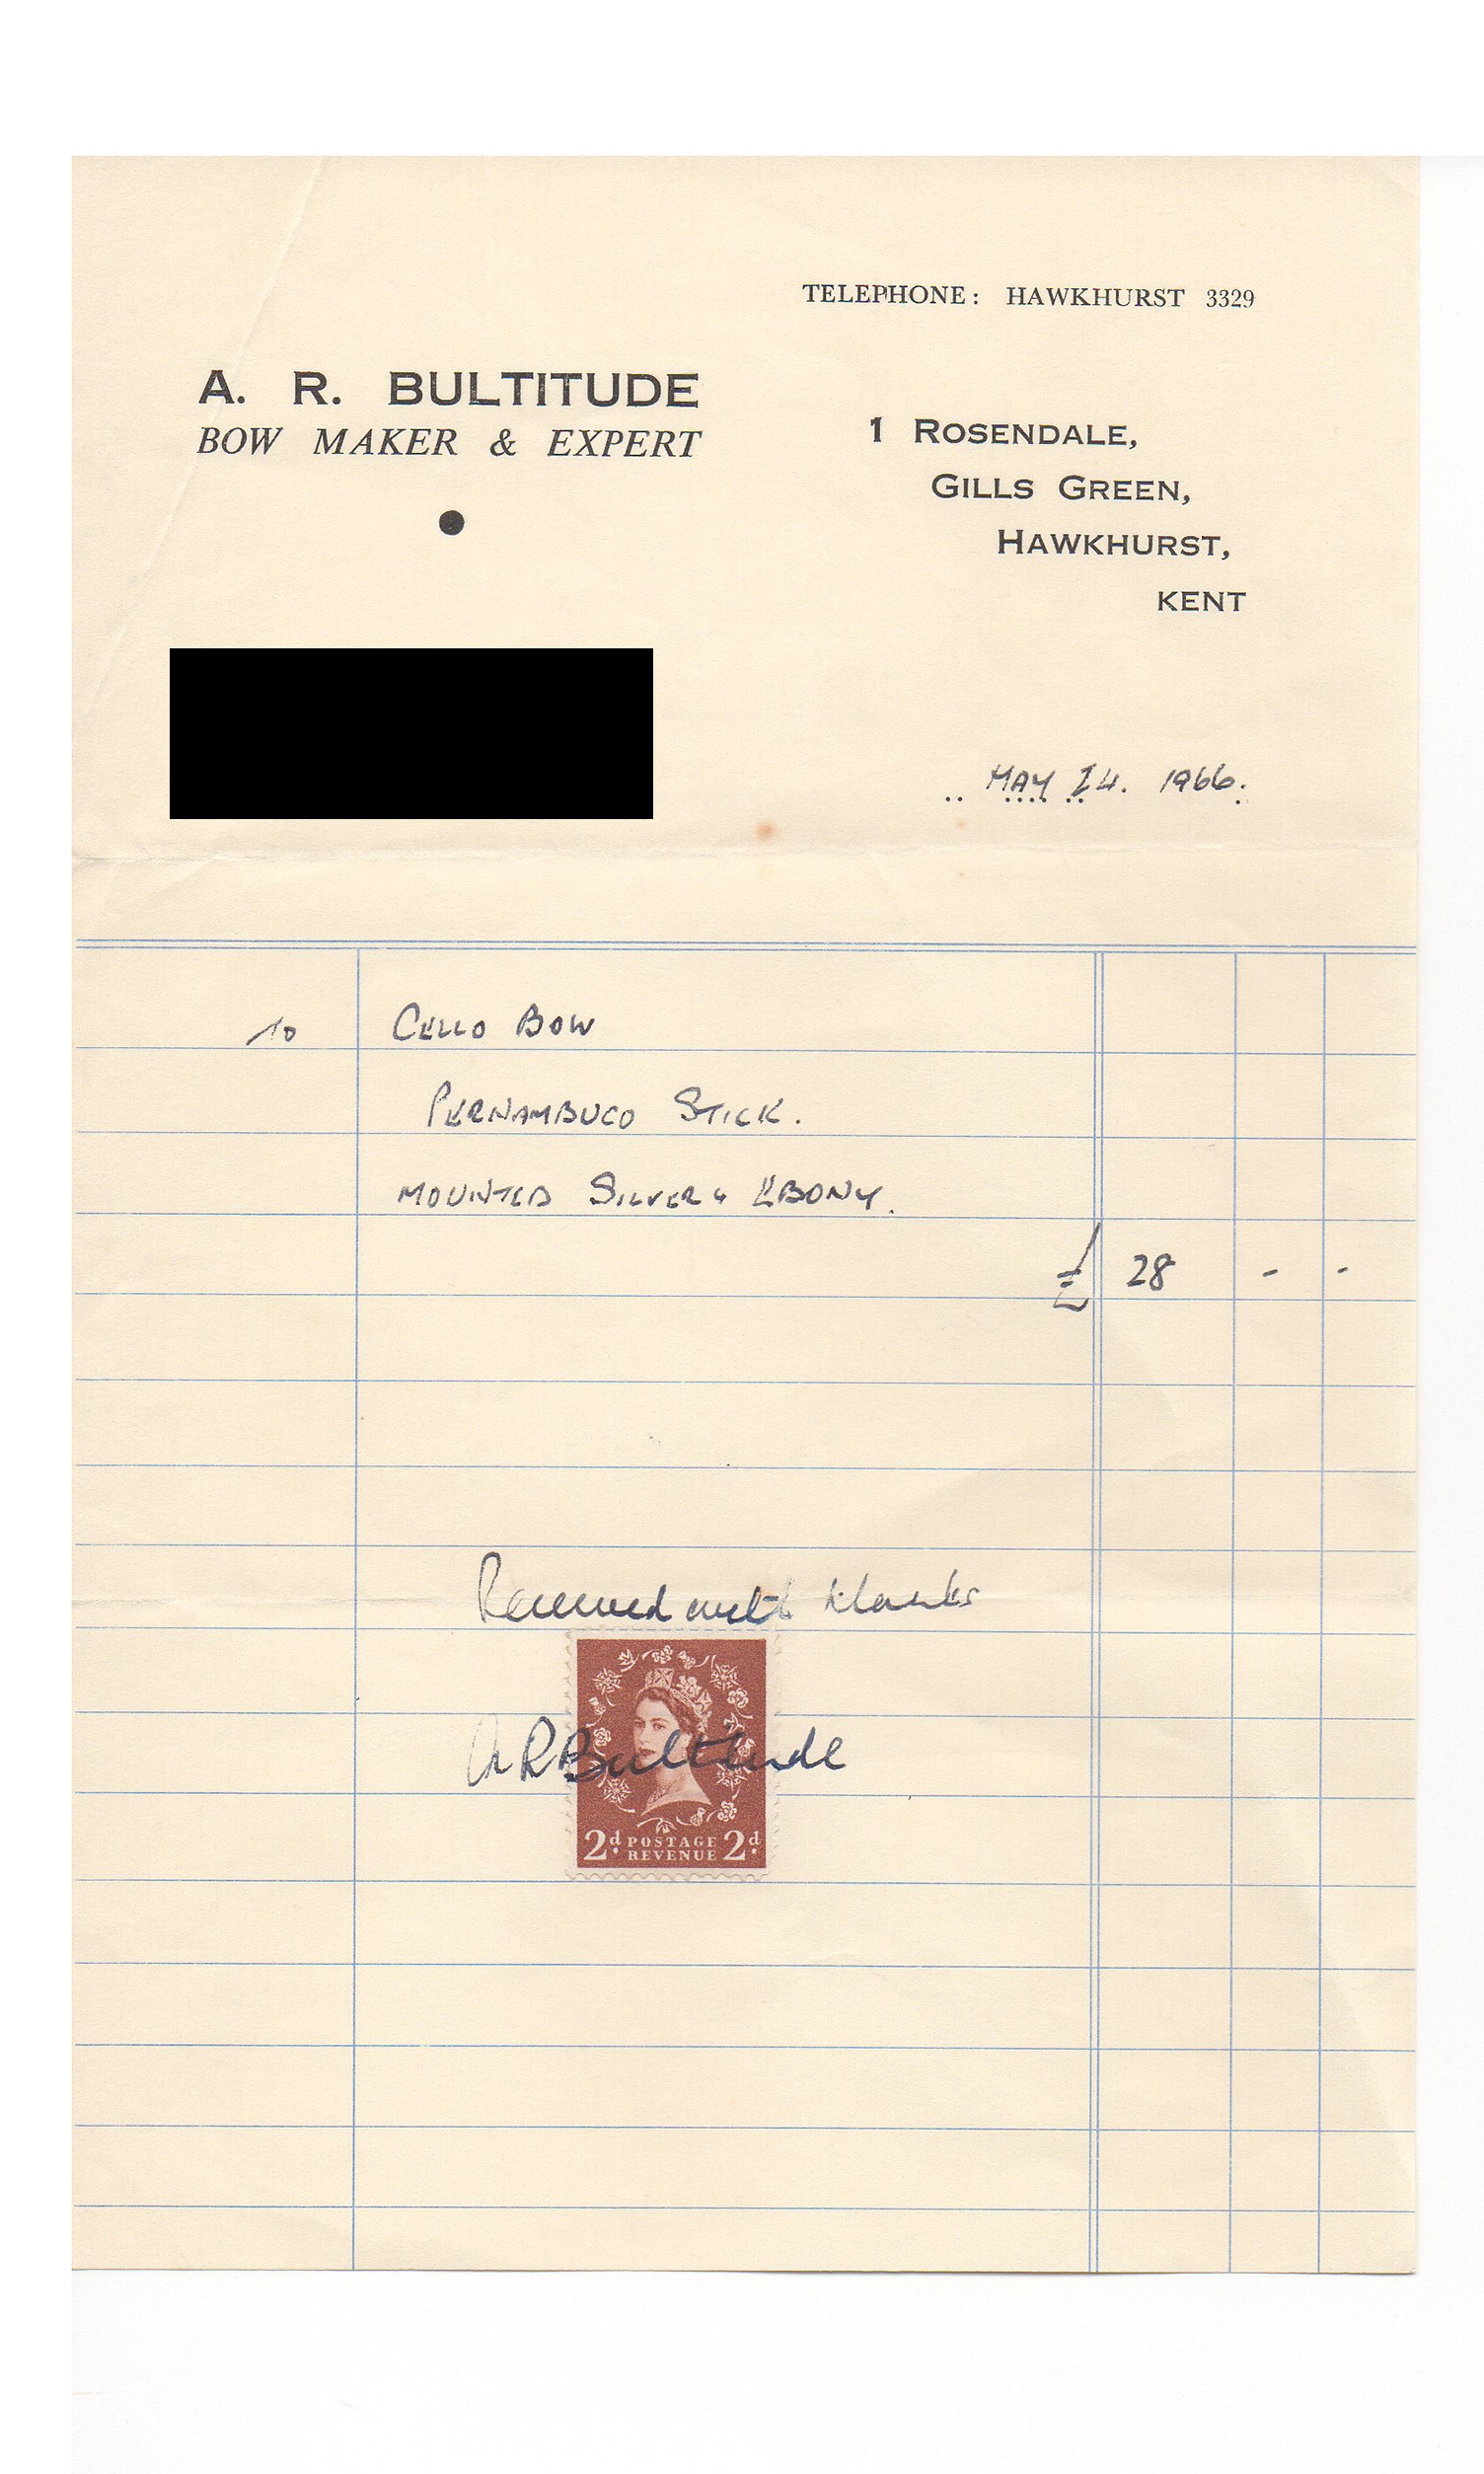 TELEPHONE: HAWKHURST 3329
A. R. BULTITUDE
BOW MAKER & EXPERT
1 ROSENDALE,
GILLS GREEN,
HAWKHURST,
KENT
MAY 24. 1966.
To CELLO BOW
PERNAMBUCO STICK.
MOUNTED SILVER & EBONY.
£ 28 - -
Received with thanks
A R Bultitude
2d POSTAGE REVENUE 2d